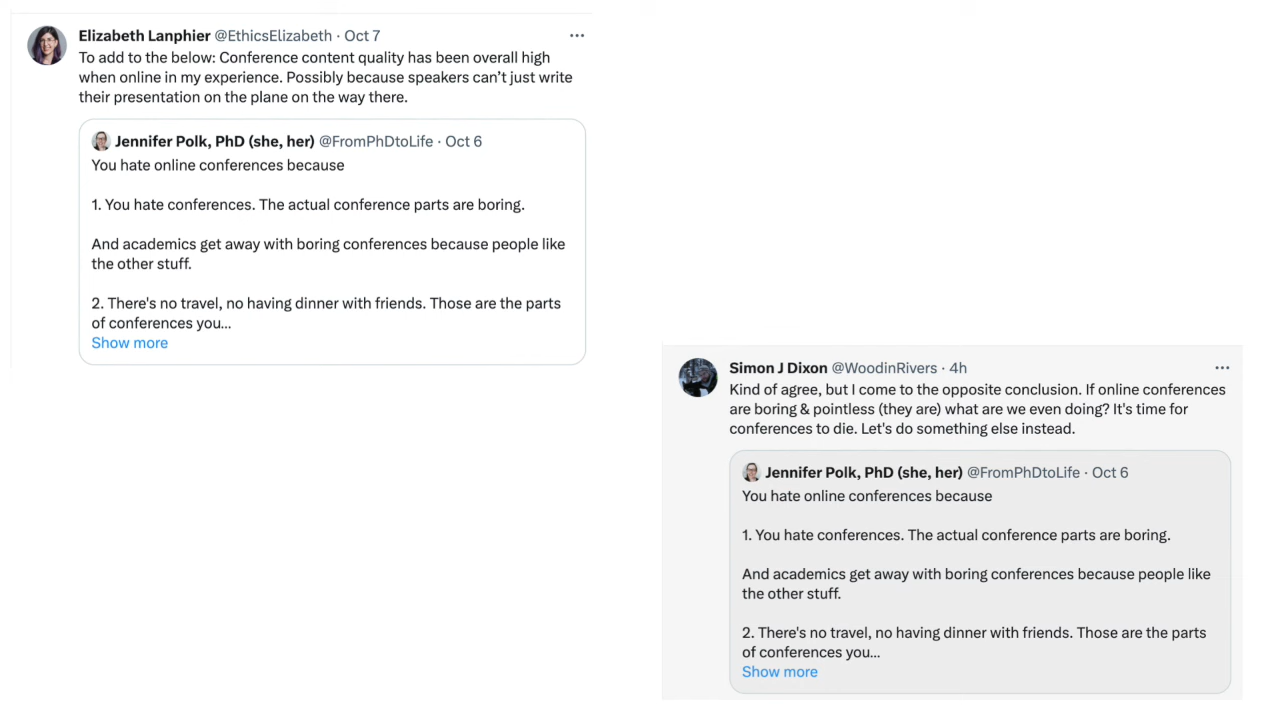 Elizabeth Lanphier @EthicsElizabeth · Oct 7
To add to the below: Conference content quality has been overall high
when online in my experience. Possibly because speakers can’t just write
their presentation on the plane on the way there.
Jennifer Polk, PhD (she, her) @FromPhDtoLife · Oct 6
You hate online conferences because
1. You hate conferences. The actual conference parts are boring.
And academics get away with boring conferences because people like
the other stuff.
2. There's no travel, no having dinner with friends. Those are the parts
of conferences you...
Show more
Simon J Dixon @WoodinRivers · 4h
Kind of agree, but I come to the opposite conclusion. If online conferences
are boring & pointless (they are) what are we even doing? It's time for
conferences to die. Let's do something else instead.
Jennifer Polk, PhD (she, her) @FromPhDtoLife · Oct 6
You hate online conferences because
1. You hate conferences. The actual conference parts are boring.
And academics get away with boring conferences because people like
the other stuff.
2. There's no travel, no having dinner with friends. Those are the parts
of conferences you...
Show more